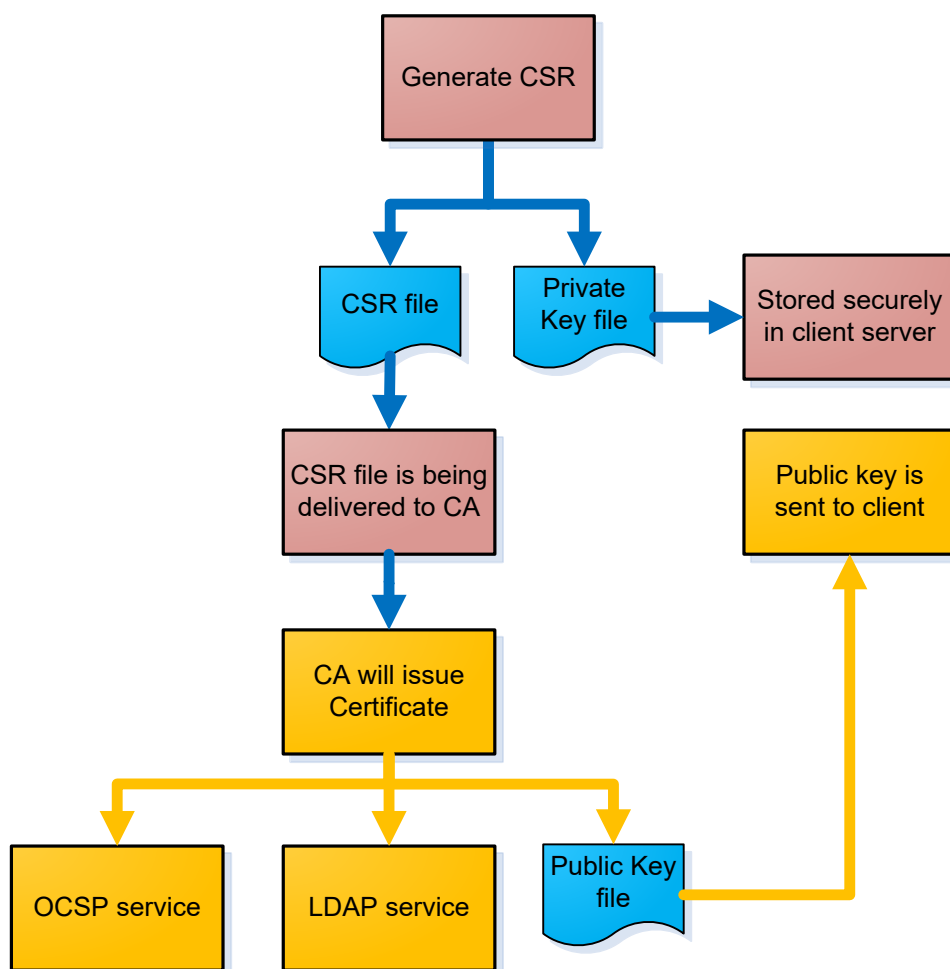 Generate CSR
CSR file
Private
Key file
Stored securely
in client server
CSR file is being
delivered to CA
Public key is
sent to client
CA will issue
Certificate
OCSP service
LDAP service
Public Key
file